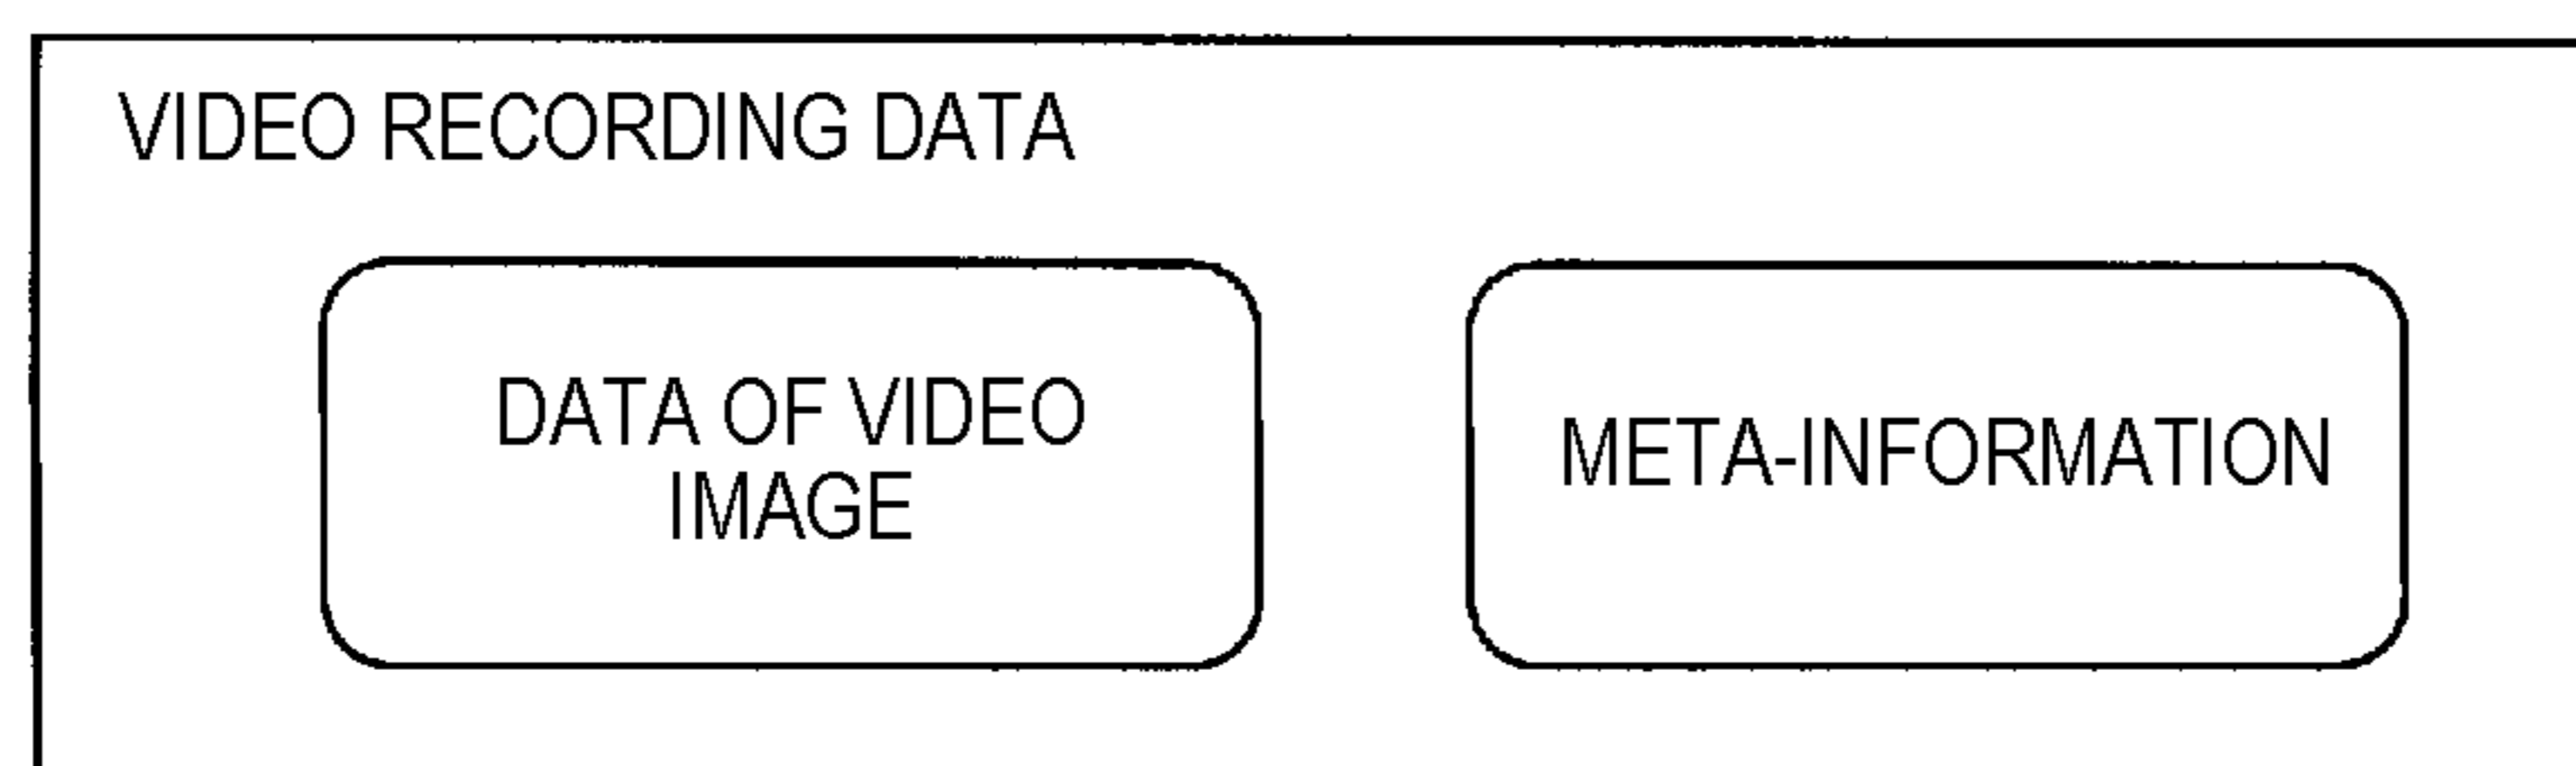 VIDEO RECORDING DATA
DATA OF VIDEO
IMAGE
META-INFORMATION